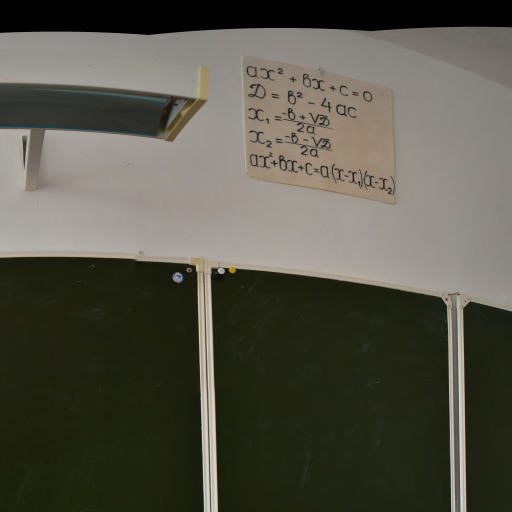 ax² + bx + c = 0
D = b² - 4ac
x₁ = -b + √D / 2a
x₂ = -b - √D / 2a
ax² + bx + c = a(x-x₁)(x-x₂)